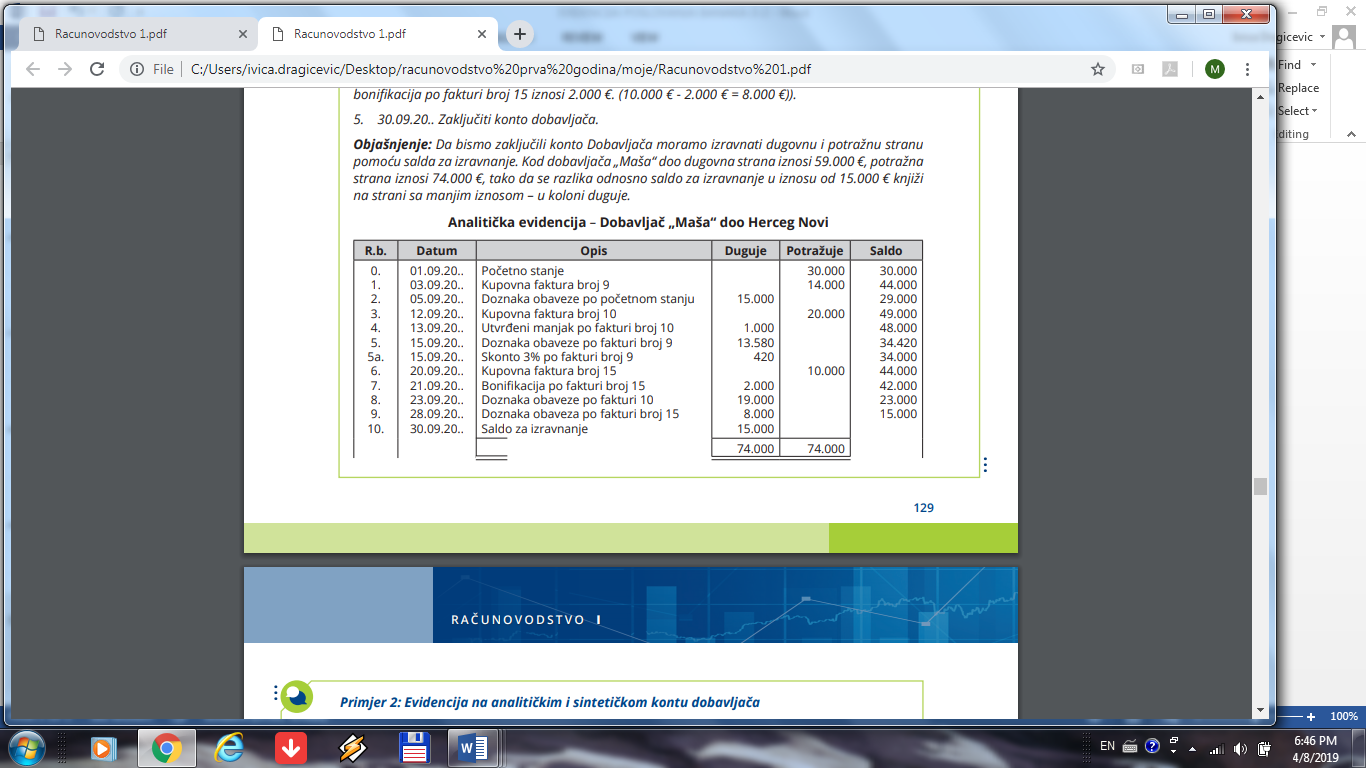 Racunovodstvo 1.pdf
Racunovodstvo 1.pdf
gicevic
File | C:/Users/ivica.dragicevic/Desktop/racunovodstvo%20prva%20godina/moje/Racunovodstvo%201.pdf
M
Find
Replace
Select
diting
bonifikacija po fakturi broj 15 iznosi 2.000 €. (10.000 € - 2.000 € = 8.000 €)).
5. 30.09.20.. Zaključiti konto dobavljača.
Objašnjenje: Da bismo zaključili konto Dobavljača moramo izravnati dugovnu i potražnu stranu
pomoću salda za izravnanje. Kod dobavljača „Maša“ doo dugovna strana iznosi 59.000 €, potražna
strana iznosi 74.000 €, tako da se razlika odnosno saldo za izravnanje u iznosu od 15.000 € knjiži
na strani sa manjim iznosom – u koloni duguje.
Analitička evidencija – Dobavljač „Maša“ doo Herceg Novi
R.b. Datum Opis Duguje Potražuje Saldo
0. 01.09.20.. Početno stanje 30.000 30.000
1. 03.09.20.. Kupovna faktura broj 9 14.000 44.000
2. 05.09.20.. Doznaka obaveze po početnom stanju 15.000 29.000
3. 12.09.20.. Kupovna faktura broj 10 20.000 49.000
4. 13.09.20.. Utvrđeni manjak po fakturi broj 10 1.000 48.000
5. 15.09.20.. Doznaka obaveze po fakturi broj 9 13.580 34.420
5a. 15.09.20.. Skonto 3% po fakturi broj 9 420 34.000
6. 20.09.20.. Kupovna faktura broj 15 10.000 44.000
7. 21.09.20.. Bonifikacija po fakturi broj 15 2.000 42.000
8. 23.09.20.. Doznaka obaveze po fakturi 10 19.000 23.000
9. 28.09.20.. Doznaka obaveza po fakturi broj 15 8.000 15.000
10. 30.09.20.. Saldo za izravnanje 15.000
74.000 74.000
129
RAČUNOVODSTVO I
Primjer 2: Evidencija na analitičkim i sintetičkom kontu dobavljača
100%
EN
6:46 PM
4/8/2019